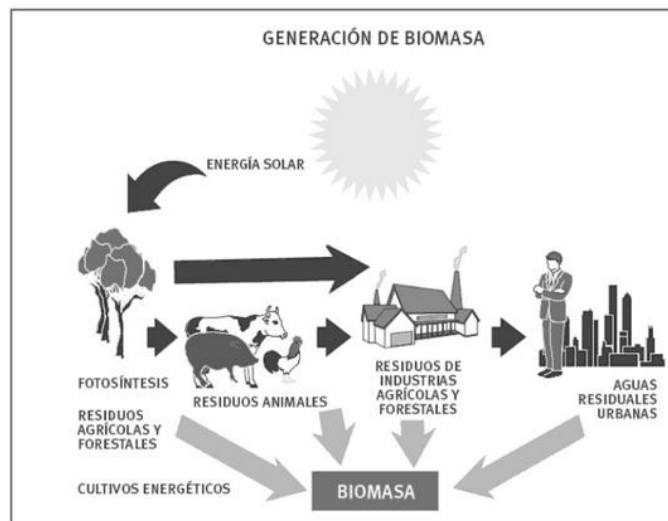 GENERACIÓN DE BIOMASA
ENERGÍA SOLAR
FOTOSÍNTESIS
RESIDUOS
AGRÍCOLAS Y
FORESTALES
CULTIVOS ENERGÉTICOS
RESIDUOS ANIMALES
RESIDUOS DE
INDUSTRIAS
AGRÍCOLAS Y
FORESTALES
AGUAS
RESIDUALES
URBANAS
BIOMASA